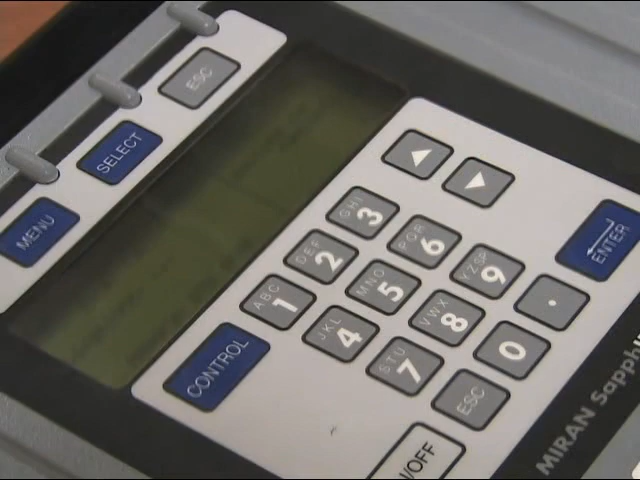 ESC
SELECT
MENU
GHI 3
DEF 2
ABC 1
CONTROL
PQR 6
MNO 5
JKL 4
YZSP 9
VWX 8
STU 7
ENTER
.
0
ESC
/OFF
MIRAN Sapph